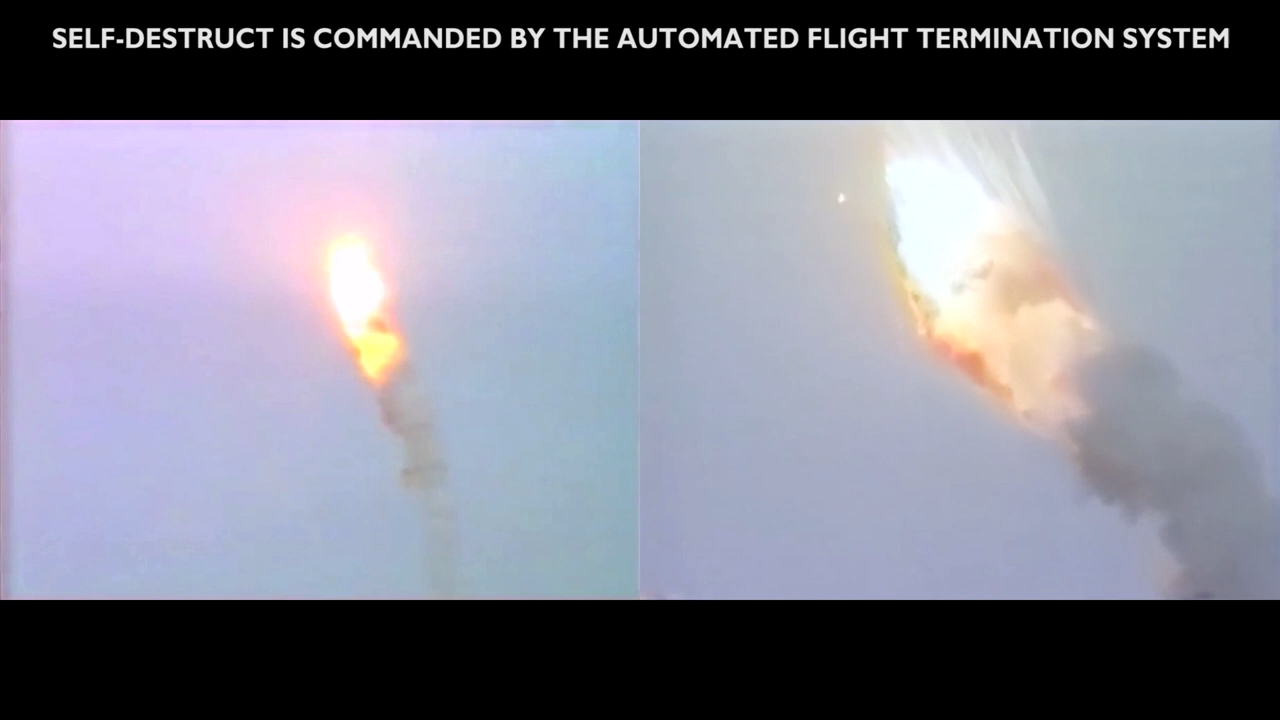 SELF-DESTRUCT IS COMMANDED BY THE AUTOMATED FLIGHT TERMINATION SYSTEM